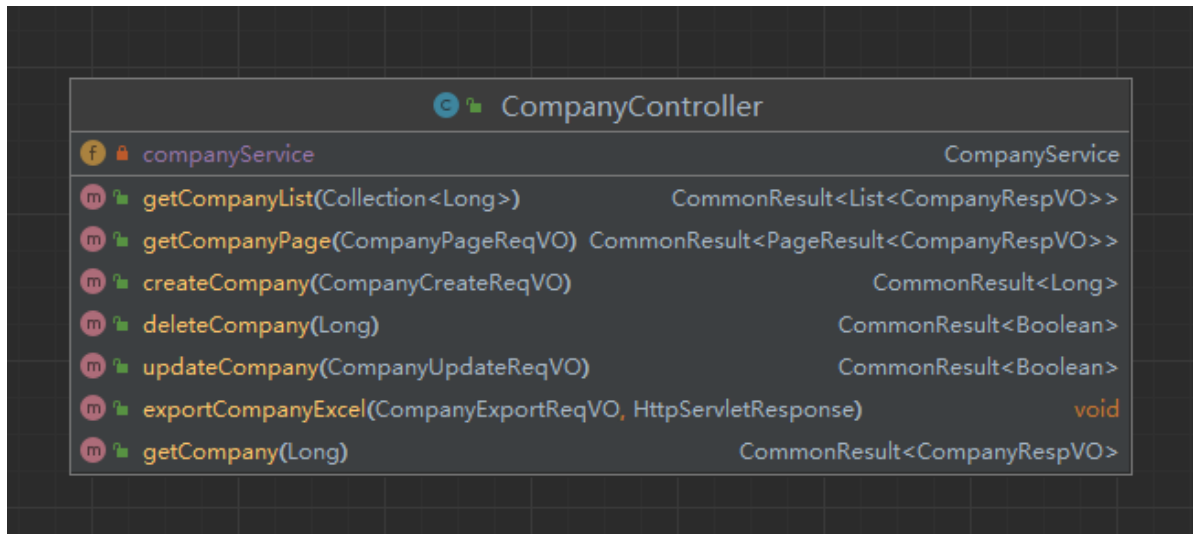 CompanyController
companyService CompanyService
getCompanyList(Collection<Long>) CommonResult<List<CompanyRespVO>>
getCompanyPage(CompanyPageReqVO) CommonResult<PageResult<CompanyRespVO>>
createCompany(CompanyCreateReqVO) CommonResult<Long>
deleteCompany(Long) CommonResult<Boolean>
updateCompany(CompanyUpdateReqVO) CommonResult<Boolean>
exportCompanyExcel(CompanyExportReqVO, HttpServletResponse) void
getCompany(Long) CommonResult<CompanyRespVO>